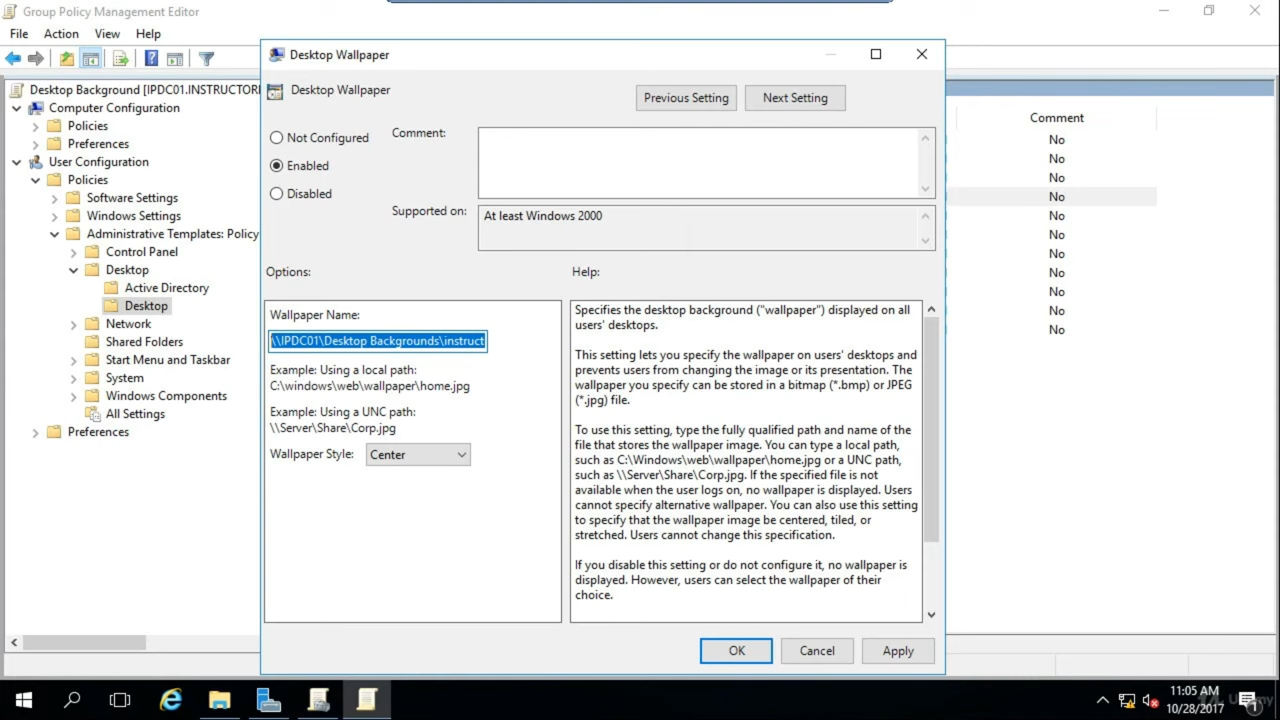 Group Policy Management Editor
File Action View Help
Desktop Background [IPDC01.INSTRUCTOR
Computer Configuration
Policies
Preferences
User Configuration
Policies
Software Settings
Windows Settings
Administrative Templates: Policy
Control Panel
Desktop
Active Directory
Desktop
Network
Shared Folders
Start Menu and Taskbar
System
Windows Components
All Settings
Preferences
Desktop Wallpaper
Desktop Wallpaper
Previous Setting Next Setting
Not Configured
Enabled
Disabled
Comment:
Supported on:
At least Windows 2000
Options:
Help:
Wallpaper Name:
\\IPDC01\Desktop Backgrounds\instruct
Example: Using a local path:
C:\windows\web\wallpaper\home.jpg
Example: Using a UNC path:
\\Server\Share\Corp.jpg
Wallpaper Style: Center
Specifies the desktop background ("wallpaper") displayed on all
users' desktops.
This setting lets you specify the wallpaper on users' desktops and
prevents users from changing the image or its presentation. The
wallpaper you specify can be stored in a bitmap (*.bmp) or JPEG
(*.jpg) file.
To use this setting, type the fully qualified path and name of the
file that stores the wallpaper image. You can type a local path,
such as C:\Windows\web\wallpaper\home.jpg or a UNC path,
such as \\Server\Share\Corp.jpg. If the specified file is not
available when the user logs on, no wallpaper is displayed. Users
cannot specify alternative wallpaper. You can also use this setting
to specify that the wallpaper image be centered, tiled, or
stretched. Users cannot change this specification.
If you disable this setting or do not configure it, no wallpaper is
displayed. However, users can select the wallpaper of their
choice.
OK Cancel Apply
Comment
No
No
No
No
No
No
No
No
No
No
No
11:05 AM
10/28/2017
1